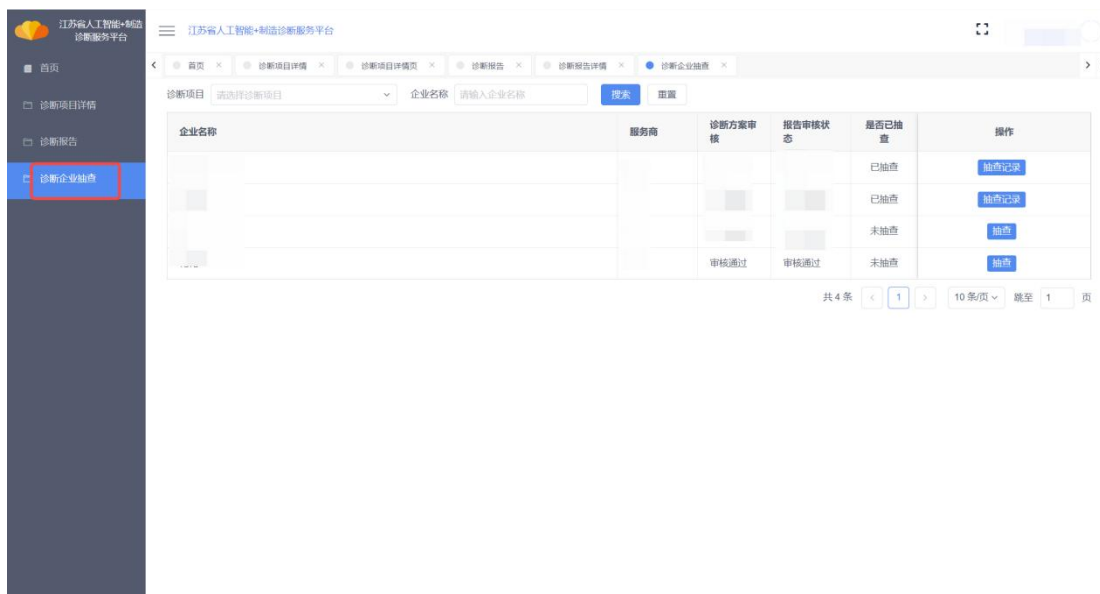 江苏省人工智能+制造
诊断服务平台
江苏省人工智能+制造诊断服务平台
首页
诊断项目详情
诊断报告
诊断企业抽查
首页 × 诊断项目详情 × 诊断项目详情页 × 诊断报告 × 诊断报告详情 × 诊断企业抽查 ×
诊断项目 请选择诊断项目 企业名称 请输入企业名称 搜索 重置
企业名称 服务商 诊断方案审核 报告审核状态 是否已抽查 操作
已抽查 抽查记录
已抽查 抽查记录
未抽查 抽查
审核通过 审核通过 未抽查 抽查
共 4 条 < 1 > 10 条/页 跳至 1 页